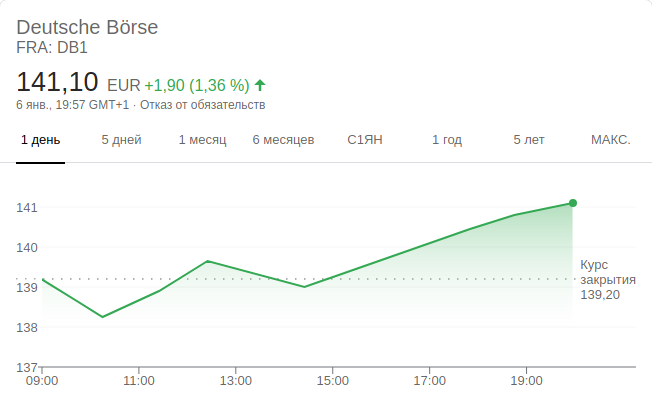 Deutsche Börse
FRA: DB1
141,10 EUR +1,90 (1,36 %)
6 янв., 19:57 GMT+1 · Отказ от обязательств
1 день 5 дней 1 месяц 6 месяцев С1ЯН 1 год 5 лет МАКС.
141
140
Курс
закрытия
139,20
139
138
137
09:00 11:00 13:00 15:00 17:00 19:00